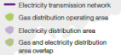 Electricity transmission network
Gas distribution operating area
Electricity distribution area
Gas and electricity distribution
area overlap